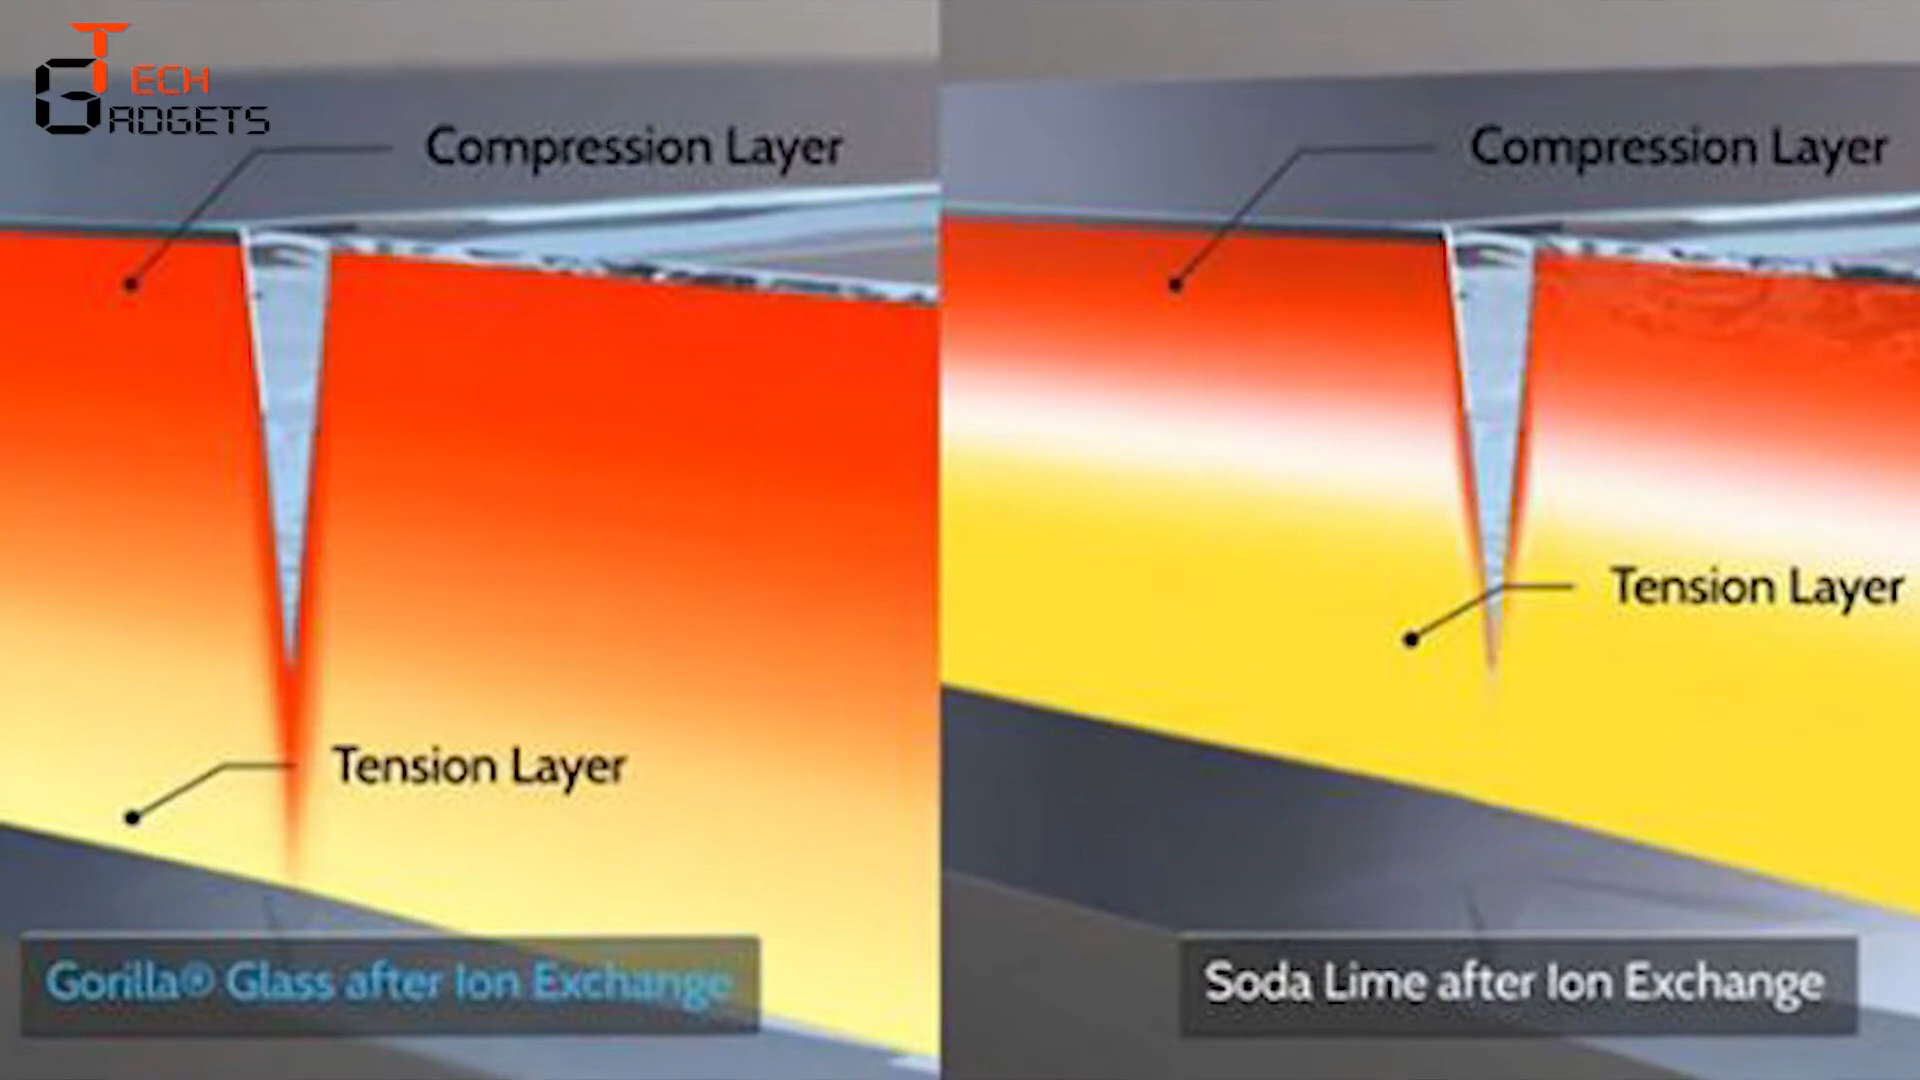 TECH
GADGETS
Compression Layer
Tension Layer
Gorilla® Glass after Ion Exchange
Compression Layer
Tension Layer
Soda Lime after Ion Exchange